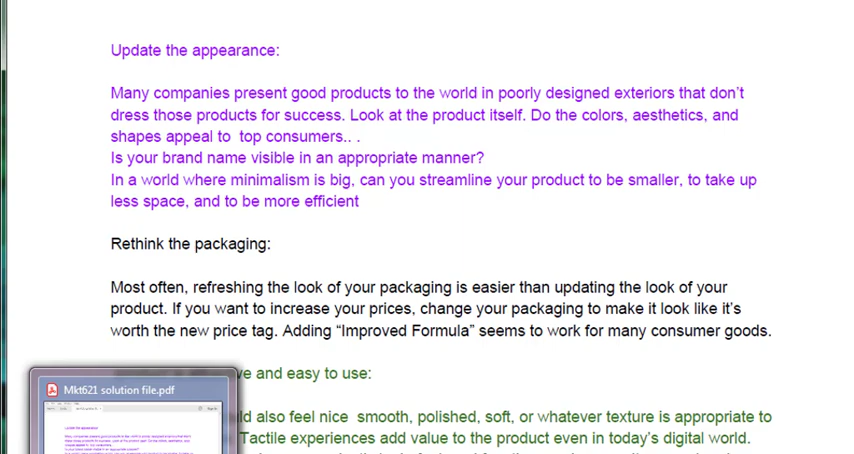 Update the appearance:
Many companies present good products to the world in poorly designed exteriors that don’t
dress those products for success. Look at the product itself. Do the colors, aesthetics, and
shapes appeal to  top consumers.. .
Is your brand name visible in an appropriate manner?
In a world where minimalism is big, can you streamline your product to be smaller, to take up
less space, and to be more efficient
Rethink the packaging:
Most often, refreshing the look of your packaging is easier than updating the look of your
product. If you want to increase your prices, change your packaging to make it look like it’s
worth the new price tag. Adding “Improved Formula” seems to work for many consumer goods.
and easy to use:
Mkt621 solution file.pdf
also feel nice  smooth, polished, soft, or whatever texture is appropriate to
Tactile experiences add value to the product even in today’s digital world.